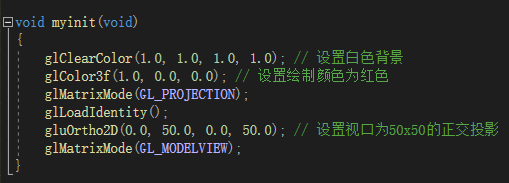 void myinit(void)
{
glClearColor(1.0, 1.0, 1.0, 1.0); // 设置白色背景
glColor3f(1.0, 0.0, 0.0); // 设置绘制颜色为红色
glMatrixMode(GL_PROJECTION);
glLoadIdentity();
gluOrtho2D(0.0, 50.0, 0.0, 50.0); // 设置视口为50x50的正交投影
glMatrixMode(GL_MODELVIEW);
}